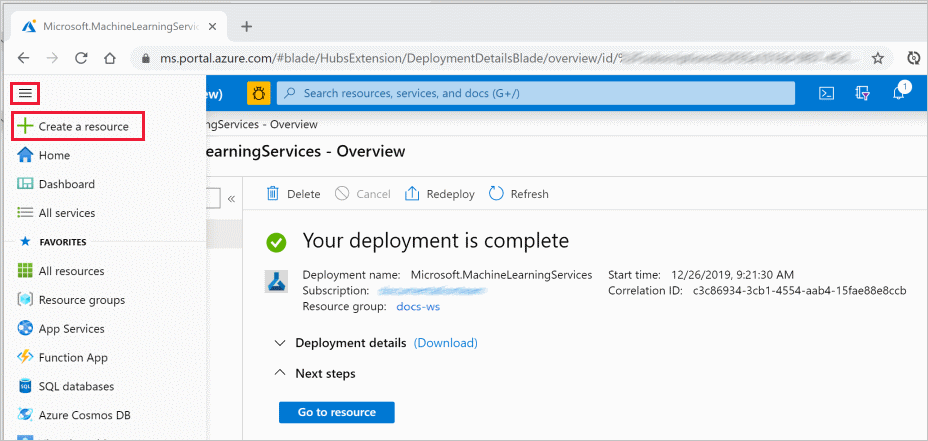 Microsoft.MachineLearningServic
ms.portal.azure.com/#blade/HubsExtension/DeploymentDetailsBlade/overview/id/%
w)
Search resources, services, and docs (G+/)
1
Create a resource
ngServices - Overview
Home
earningServices - Overview
Dashboard
All services
Delete
Cancel
Redeploy
Refresh
FAVORITES
Your deployment is complete
All resources
Deployment name: Microsoft.MachineLearningServices
Start time: 12/26/2019, 9:21:30 AM
Subscription:
Correlation ID: c3c86934-3cb1-4554-aab4-15fae88e8ccb
Resource groups
Resource group: docs-ws
App Services
Deployment details (Download)
Function App
Next steps
SQL databases
Go to resource
Azure Cosmos DB